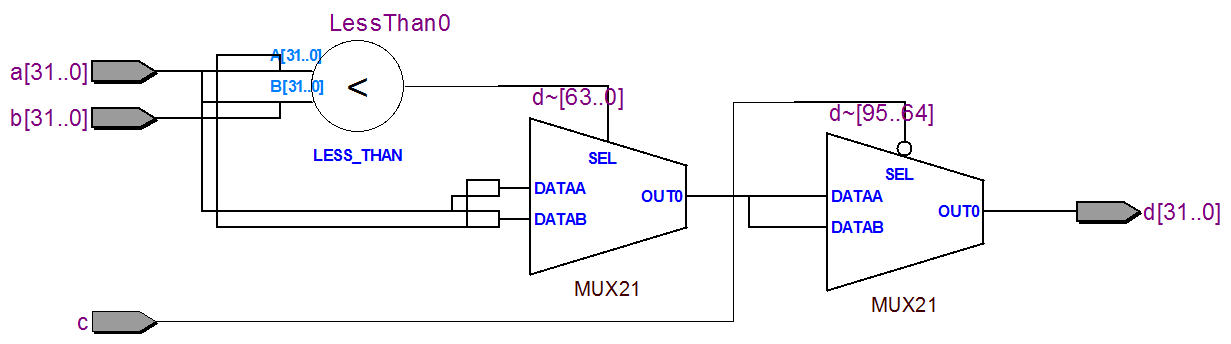 LessThan0
a[31..0]
A[31..0]
B[31..0]
<
b[31..0]
LESS_THAN
d~[63..0]
SEL
DATAA
DATAB
OUT0
MUX21
d~[95..64]
SEL
DATAA
DATAB
OUT0
MUX21
d[31..0]
c